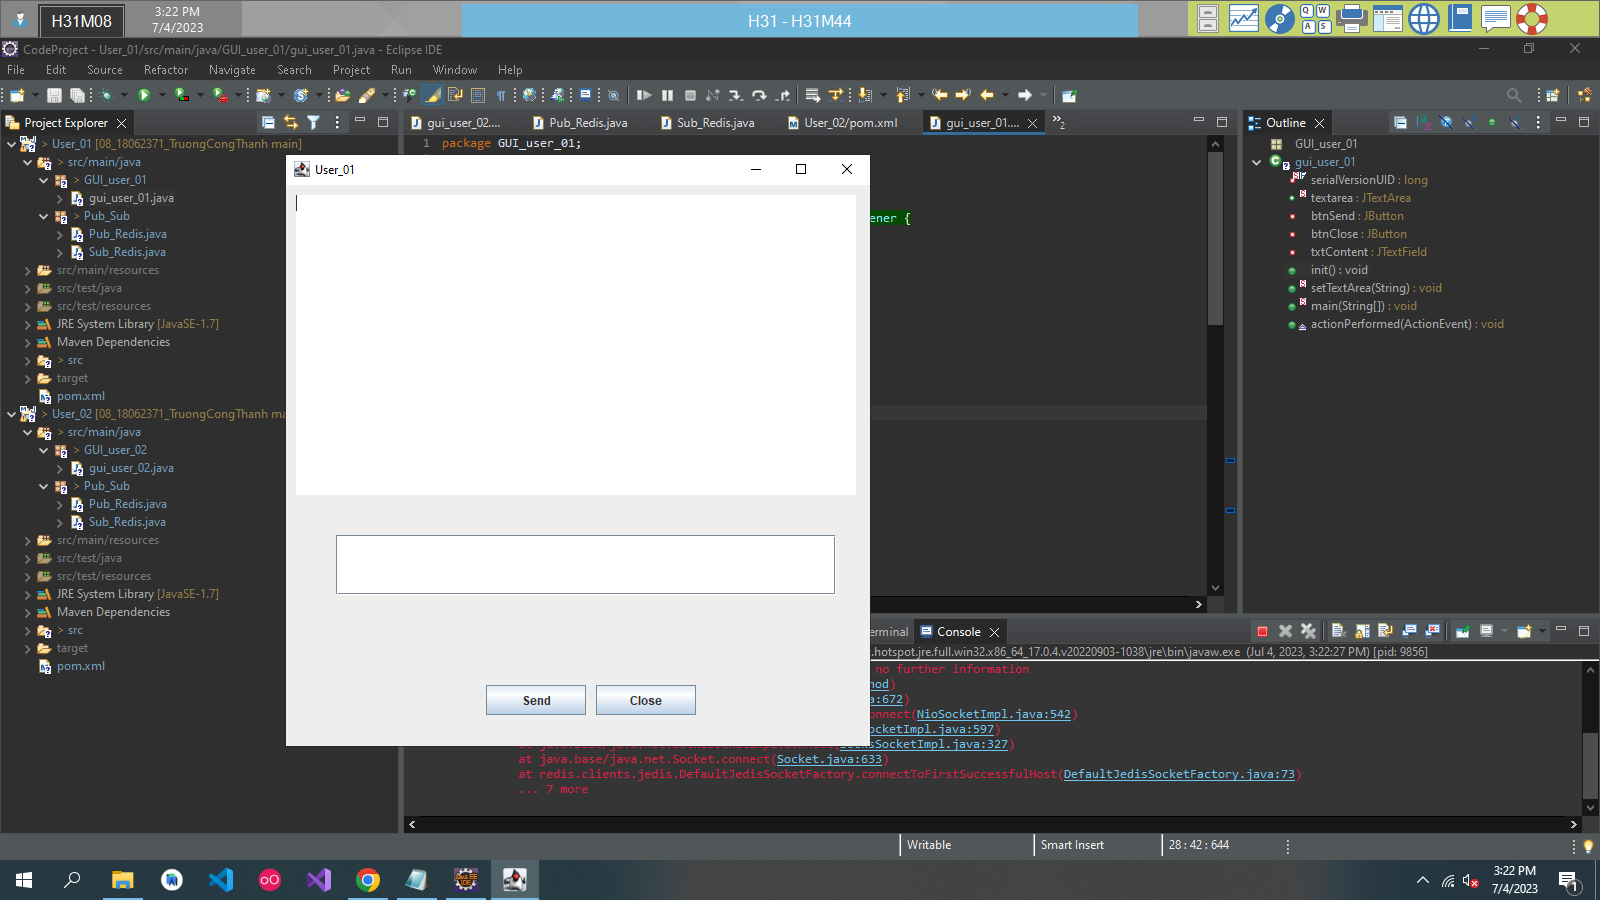 H31M08
3:22 PM
7/4/2023
H31 - H31M44
Q W
A S
CodeProject - User_01/src/main/java/GUI_user_01/gui_user_01.java - Eclipse IDE
File Edit Source Refactor Navigate Search Project Run Window Help
Project Explorer
gui_user_02....
Pub_Redis.java
Sub_Redis.java
User_02/pom.xml
gui_user_01....
»2
Outline
> User_01 [08_18062371_TruongCongThanh main]
> src/main/java
> GUI_user_01
gui_user_01.java
> Pub_Sub
Pub_Redis.java
Sub_Redis.java
src/main/resources
src/test/java
src/test/resources
JRE System Library [JavaSE-1.7]
Maven Dependencies
> src
target
pom.xml
> User_02 [08_18062371_TruongCongThanh ma
> src/main/java
> GUI_user_02
gui_user_02.java
> Pub_Sub
Pub_Redis.java
Sub_Redis.java
src/main/resources
src/test/java
src/test/resources
JRE System Library [JavaSE-1.7]
Maven Dependencies
> src
target
pom.xml
1 package GUI_user_01;
ener {
User_01
Send
Close
GUI_user_01
gui_user_01
serialVersionUID : long
textarea : JTextArea
btnSend : JButton
btnClose : JButton
txtContent : JTextField
init() : void
setTextArea(String) : void
main(String[]) : void
actionPerformed(ActionEvent) : void
erminal
Console
.hotspot.jre.full.win32.x86_64_17.0.4.v20220903-1038\jre\bin\javaw.exe (Jul 4, 2023, 3:22:27 PM) [pid: 9856]
no further information
nod)
a:672)
onnect(NioSocketImpl.java:542)
SocketImpl.java:597)
SocketImpl.java:327)
at java.base/java.net.Socket.connect(Socket.java:633)
at redis.clients.jedis.DefaultJedisSocketFactory.connectToFirstSuccessfulHost(DefaultJedisSocketFactory.java:73)
... 7 more
Writable
Smart Insert
28 : 42 : 644
3:22 PM
7/4/2023
1